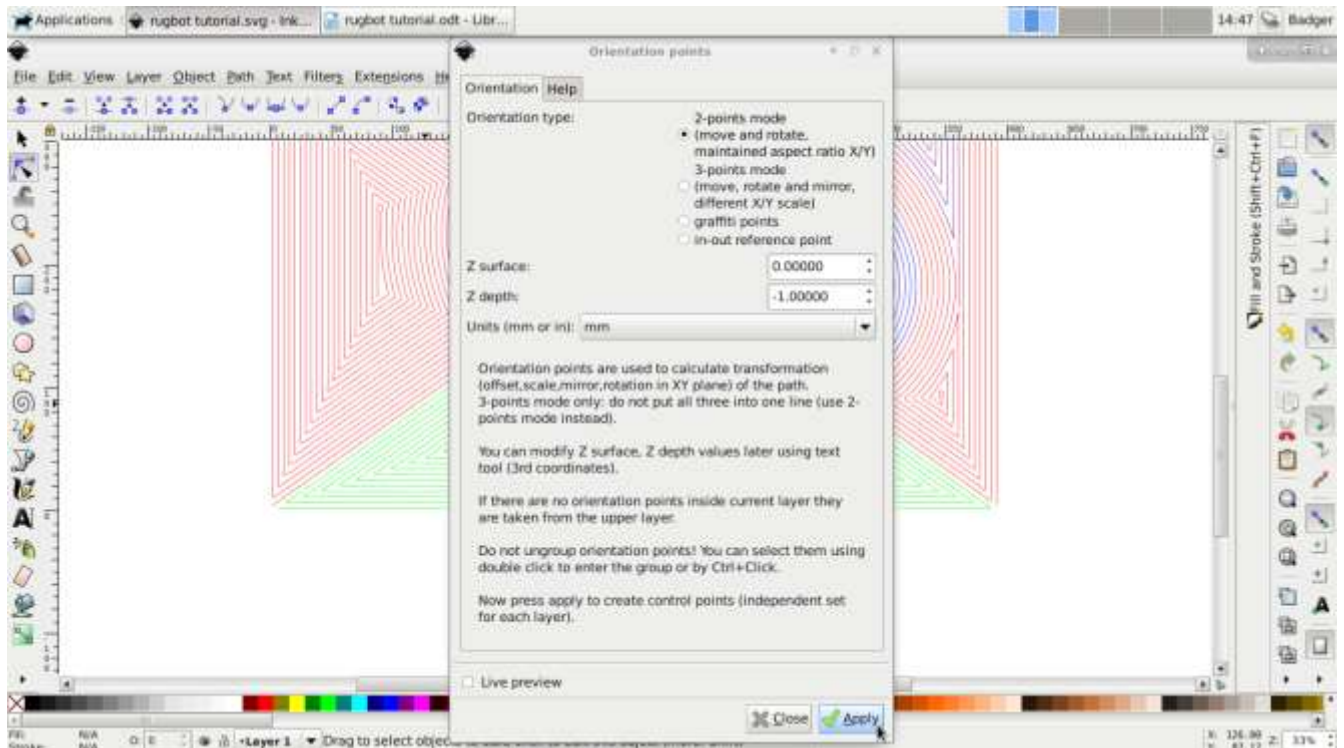 Applications
rugbot tutorial.svg - Ink...
rugbot tutorial.odt - Libr...
14:47
Badger
Orientation points
File Edit View Layer Object Path Text Filters Extensions
Orientation Help
Orientation type:
2-points mode
(move and rotate,
maintained aspect ratio X/Y)
3-points mode
(move, rotate and mirror,
different X/Y scale)
graffiti points
in-out reference point
Z surface: 0.00000
Z depth: -1.00000
Units (mm or in): mm
Orientation points are used to calculate transformation
(offset,scale,mirror,rotation in XY plane) of the path.
3-points mode only: do not put all three into one line (use 2-
points mode instead).
You can modify Z surface, Z depth values later using text
tool (3rd coordinates).
If there are no orientation points inside current layer they
are taken from the upper layer.
Do not ungroup orientation points! You can select them using
double click to enter the group or by Ctrl+Click.
Now press apply to create control points (independent set
for each layer).
Live preview
Close Apply
Fill and Stroke (Shift+Ctrl+F)
Fill: N/A
N/A
O:
Layer 1
Drag to select
X:
Z: 33%